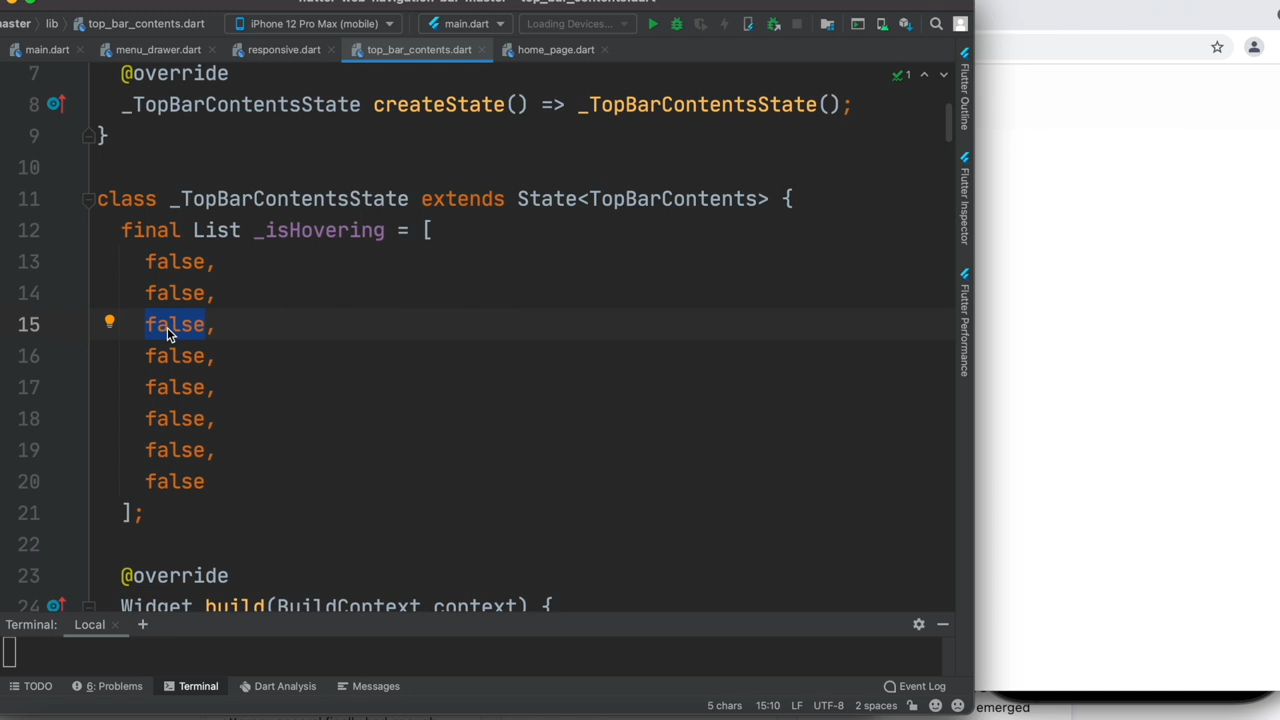 master
lib
top_bar_contents.dart
iPhone 12 Pro Max (mobile)
main.dart
Loading Devices...
main.dart
menu_drawer.dart
responsive.dart
top_bar_contents.dart
home_page.dart
7 @override
1
8 _TopBarContentsState createState() => _TopBarContentsState();
9 }
10
11 class _TopBarContentsState extends State<TopBarContents> {
12 final List _isHovering = [
13 false,
14 false,
15 false,
16 false,
17 false,
18 false,
19 false,
20 false
21 ];
22
23 @override
24 Widget build(BuildContext context) {
Flutter Outline
Flutter Inspector
Flutter Performance
Terminal: Local
TODO
6: Problems
Terminal
Dart Analysis
Messages
Event Log
5 chars 15:10 LF UTF-8 2 spaces
emerged